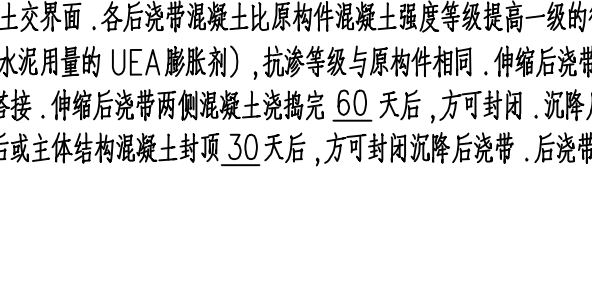 土交界面.各后浇带混凝土比原构件混凝土强度等级提高一级的
水泥用量的 UEA膨胀剂),抗渗等级与原构件相同.伸缩后浇带
搭接.伸缩后浇带两侧混凝土浇捣完 60 天后,方可封闭.沉降
后或主体结构混凝土封顶 30天后,方可封闭沉降后浇带.后浇带